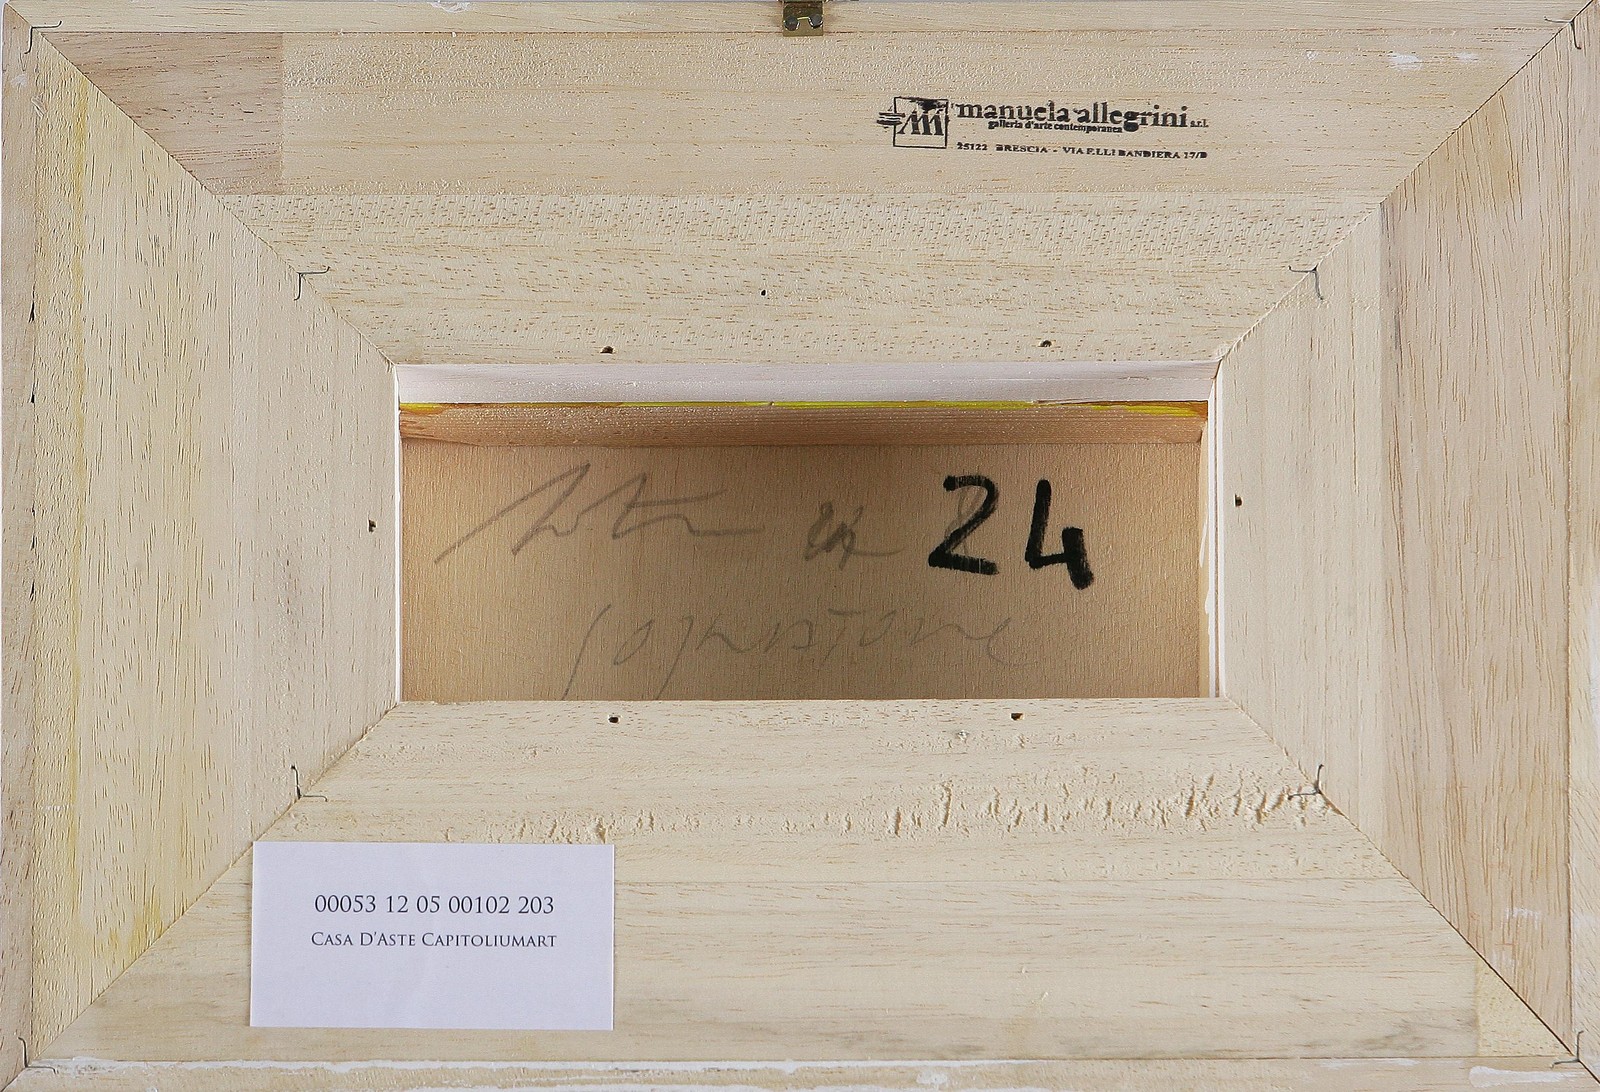 manuela allegrini s.r.l.
galleria d'arte contemporanea
25122 BRESCIA - VIA F.LLI BANDIERA 17/B
24
sognatore
00053 12 05 00102 203
CASA D'ASTE CAPITOLIUMART